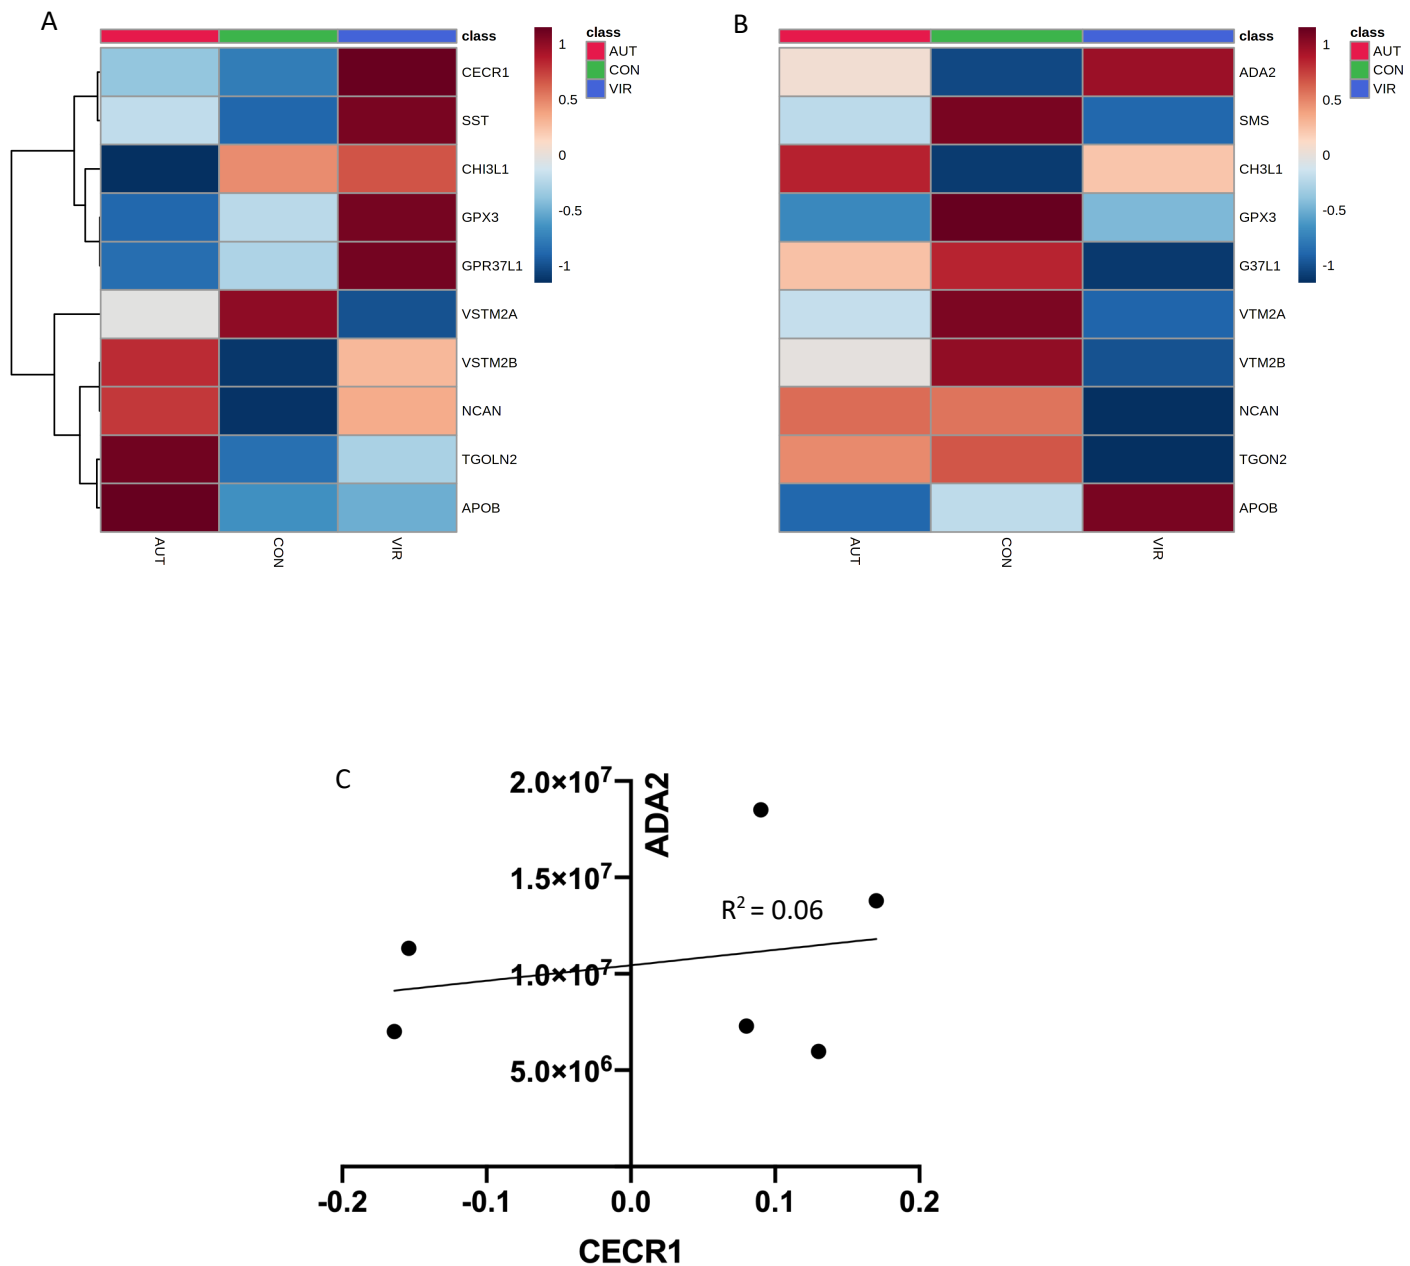 A
class
CECR1
SST
CHI3L1
GPX3
GPR37L1
VSTM2A
VSTM2B
NCAN
TGOLN2
APOB
AUT
CON
VIR
1
0.5
0
-0.5
-1
class
AUT
CON
VIR
B
class
ADA2
SMS
CH3L1
GPX3
G37L1
VTM2A
VTM2B
NCAN
TGON2
APOB
AUT
CON
VIR
1
0.5
0
-0.5
-1
class
AUT
CON
VIR
C
2.0×10⁷
1.5×10⁷
1.0×10⁷
5.0×10⁶
ADA2
R² = 0.06
-0.2
-0.1
0.0
0.1
0.2
CECR1